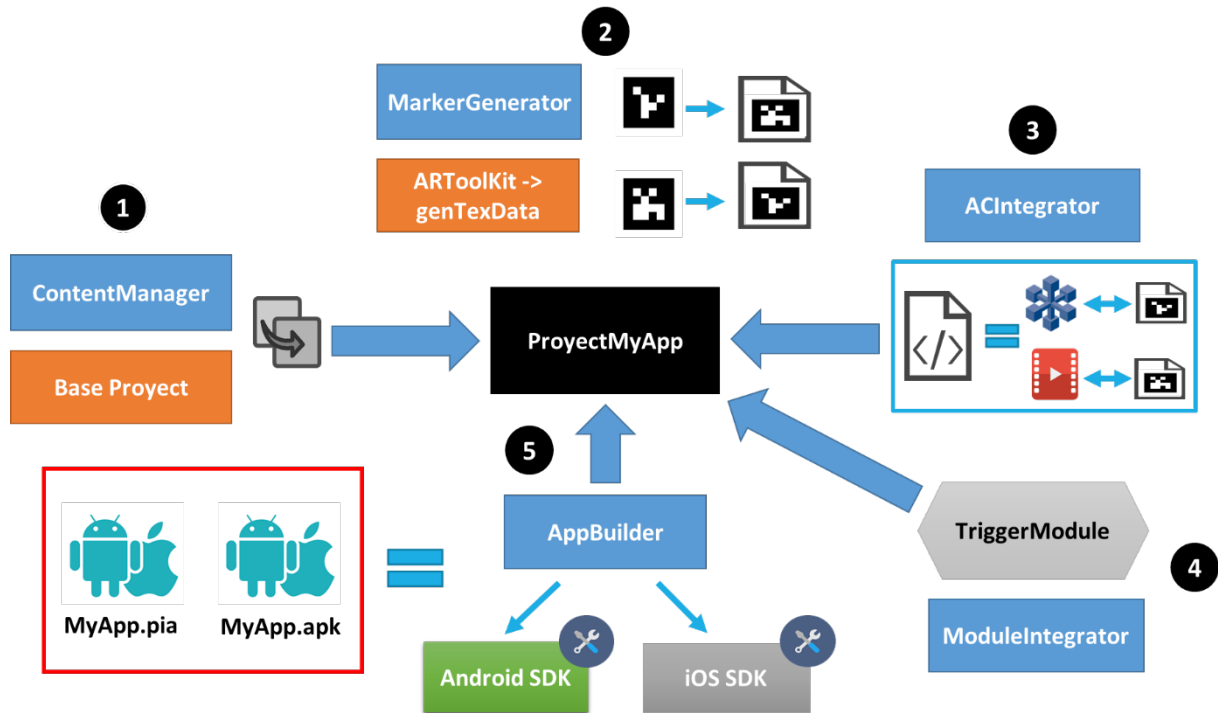 2
MarkerGenerator
ARToolKit ->
genTexData
3
ACIntegrator
1
ContentManager
Base Proyect
ProyectMyApp
</>
5
AppBuilder
TriggerModule
4
ModuleIntegrator
MyApp.pia
MyApp.apk
Android SDK
iOS SDK